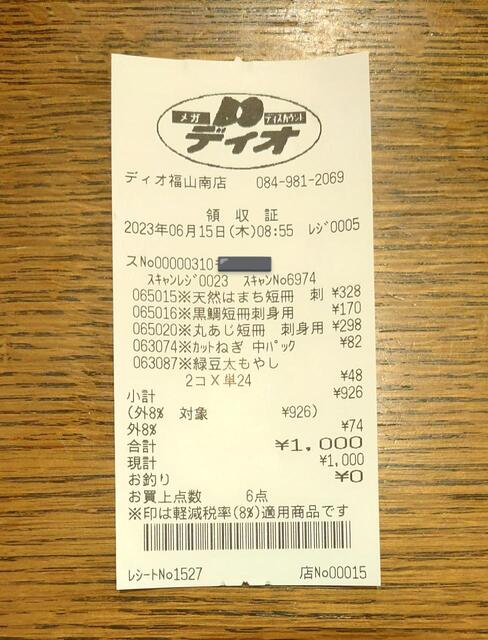 メガ ディスカウント
ディオ
ディオ福山南店 084-981-2069
領収証
2023年06月15日(木)08:55 ﾚｼﾞ0005
スNo00000310
ｽｷｬﾝﾚｼﾞ0023 ｽｷｬﾝNo6974
065015※天然はまち短冊 刺 ¥328
065016※黒鯛短冊刺身用 ¥170
065020※丸あじ短冊 刺身用 ¥298
063074※ｶｯﾄねぎ 中ﾊﾟｯｸ ¥82
063087※緑豆太もやし
2コ X 単24 ¥48
小計 ¥926
(外8% 対象 ¥926)
外8% ¥74
合計 ¥1,000
現計 ¥1,000
お釣り ¥0
お買上点数 6点
※印は軽減税率(8%)適用商品です
ﾚｼｰﾄNo1527 店No00015